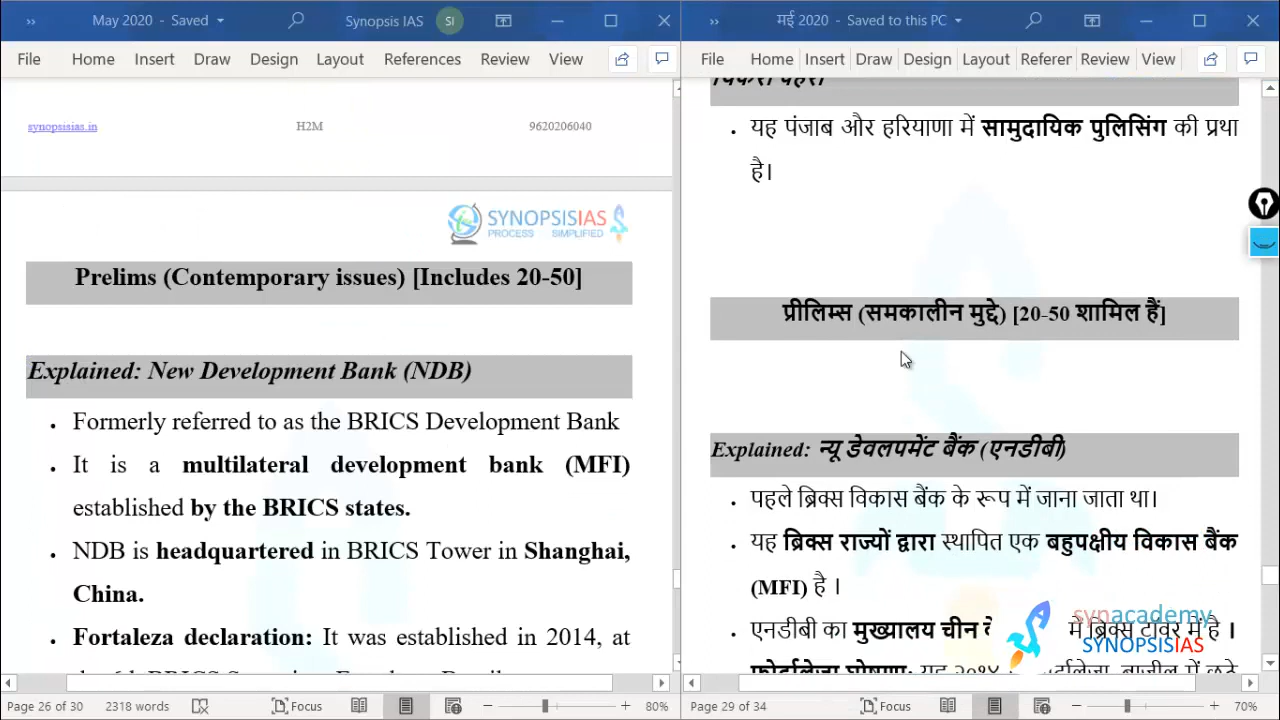 May 2020 - Saved
Synopsis IAS
SI
File Home Insert Draw Design Layout References Review View
synopsisias.in H2M 9620206040
SYNOPSISIAS
PROCESS SIMPLIFIED
Prelims (Contemporary issues) [Includes 20-50]
Explained: New Development Bank (NDB)
Formerly referred to as the BRICS Development Bank
It is a multilateral development bank (MFI)
established by the BRICS states.
NDB is headquartered in BRICS Tower in Shanghai,
China.
Fortaleza declaration: It was established in 2014, at
Page 26 of 30 2318 words Focus 80%
मई 2020 - Saved to this PC
File Home Insert Draw Design Layout Referer Review View
यह पंजाब और हरियाणा में सामुदायिक पुलिसिंग की प्रथा
है।
प्रीलिम्स (समकालीन मुद्दे) [20-50 शामिल हैं]
Explained: न्यू डेवलपमेंट बैंक (एनडीबी)
पहले ब्रिक्स विकास बैंक के रूप में जाना जाता था।
यह ब्रिक्स राज्यों द्वारा स्थापित एक बहुपक्षीय विकास बैंक
(MFI) है ।
एनडीबी का मुख्यालय चीन में ब्रिक्स टावर में है ।
synacademy
SYNOPSISIAS
Page 29 of 34 Focus 70%